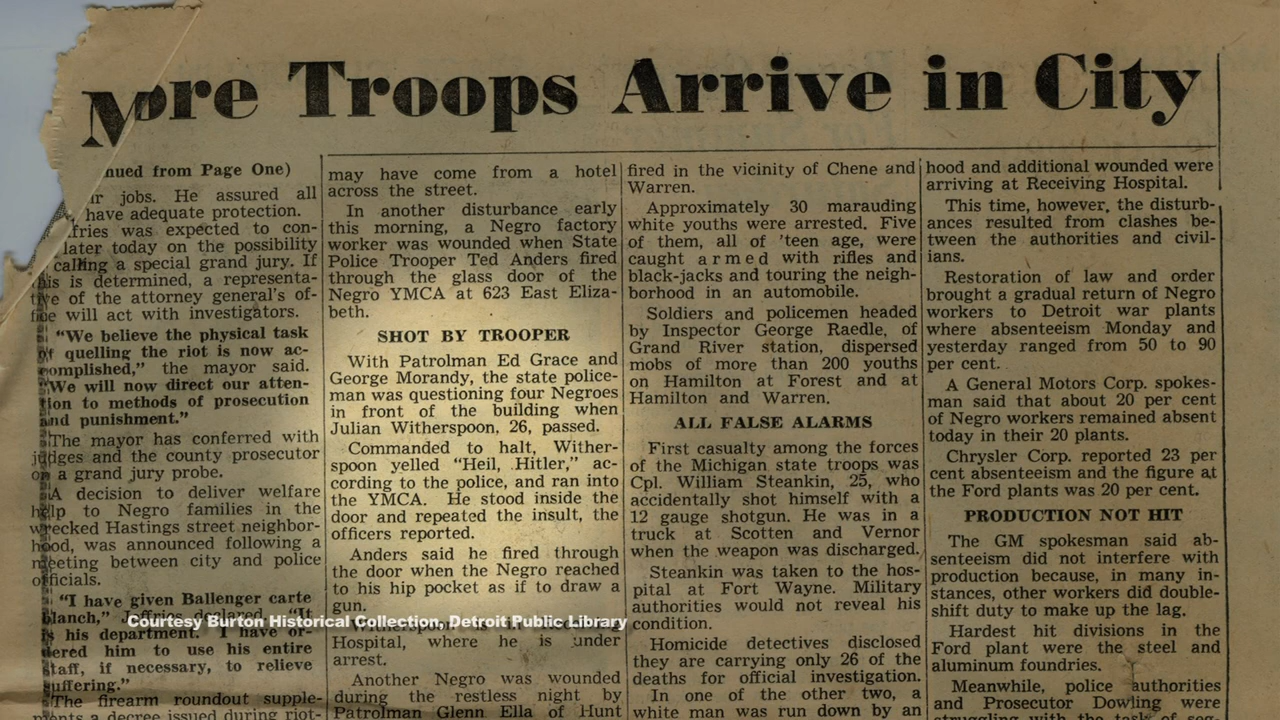 More Troops Arrive in City
nued from Page One)
ir jobs. He assured all
have adequate protection.
fries was expected to con-
later today on the possibility
calling a special grand jury. If
his is determined, a representa-
tive of the attorney general's of-
fice will act with investigators.
"We believe the physical task
of quelling the riot is now ac-
complished," the mayor said.
"We will now direct our atten-
tion to methods of prosecution
and punishment."
The mayor has conferred with
judges and the county prosecutor
on a grand jury probe.
A decision to deliver welfare
help to Negro families in the
wrecked Hastings street neighbor-
hood, was announced following a
meeting between city and police
officials.
"I have given Ballenger carte
blanch," Jeffries declared. "It
is his department. I have or-
dered him to use his entire
staff, if necessary, to relieve
suffering."
The firearm roundup supple-
ments a decree issued during riot-
may have come from a hotel
across the street.
In another disturbance early
this morning, a Negro factory
worker was wounded when State
Police Trooper Ted Anders fired
through the glass door of the
Negro YMCA at 623 East Eliza-
beth.
SHOT BY TROOPER
With Patrolman Ed Grace and
George Morandy, the state police-
man was questioning four Negroes
in front of the building when
Julian Witherspoon, 26, passed.
Commanded to halt, Wither-
spoon yelled "Heil, Hitler," ac-
cording to the police, and ran into
the YMCA. He stood inside the
door and repeated the insult, the
officers reported.
Anders said he fired through
the door when the Negro reached
to his hip pocket as if to draw a
gun.
Witherspoon is in Receiving
Hospital, where he is under
arrest.
Another Negro was wounded
during the restless night by
Patrolman Glenn Ella of Hunt
fired in the vicinity of Chene and
Warren.
Approximately 30 marauding
white youths were arrested. Five
of them, all of 'teen age, were
caught armed with rifles and
black-jacks and touring the neigh-
borhood in an automobile.
Soldiers and policemen headed
by Inspector George Raedle, of
Grand River station, dispersed
mobs of more than 200 youths
on Hamilton at Forest and at
Hamilton and Warren.
ALL FALSE ALARMS
First casualty among the forces
of the Michigan state troops was
Cpl. William Steankin, 25, who
accidentally shot himself with a
12 gauge shotgun. He was in a
truck at Scotten and Vernor
when the weapon was discharged.
Steankin was taken to the hos-
pital at Fort Wayne. Military
authorities would not reveal his
condition.
Homicide detectives disclosed
they are carrying only 26 of the
deaths for official investigation.
In one of the other two, a
white man was run down by an
hood and additional wounded were
arriving at Receiving Hospital.
This time, however, the disturb-
ances resulted from clashes be-
tween the authorities and civil-
ians.
Restoration of law and order
brought a gradual return of Negro
workers to Detroit war plants
where absenteeism Monday and
yesterday ranged from 50 to 90
per cent.
A General Motors Corp. spokes-
man said that about 20 per cent
of Negro workers remained absent
today in their 20 plants.
Chrysler Corp. reported 23 per
cent absenteeism and the figure at
the Ford plants was 20 per cent.
PRODUCTION NOT HIT
The GM spokesman said ab-
senteeism did not interfere with
production because, in many in-
stances, other workers did double-
shift duty to make up the lag.
Hardest hit divisions in the
Ford plant were the steel and
aluminum foundries.
Meanwhile, police authorities
and Prosecutor Dowling were
struggling with the task of
Courtesy Burton Historical Collection, Detroit Public Library